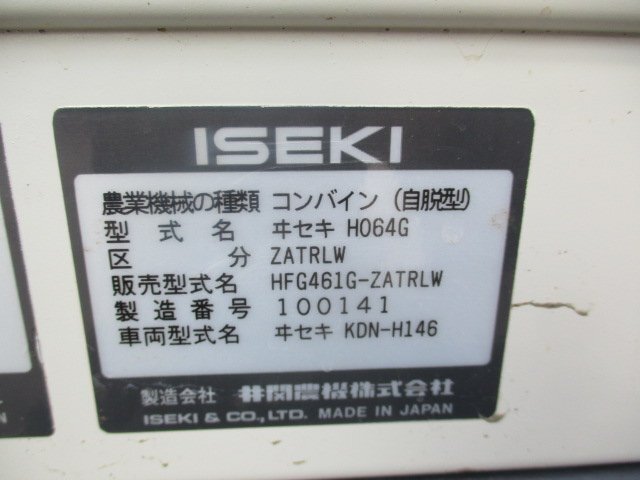 ISEKI
農業機械の種類 コンバイン (自脱型)
型式名 ヰセキ H064G
区分 ZATRLW
販売型式名 HFG461G-ZATRLW
製造番号 100141
車両型式名 ヰセキ KDN-H146
製造会社 井関農機株式会社
ISEKI & CO., LTD. MADE IN JAPAN